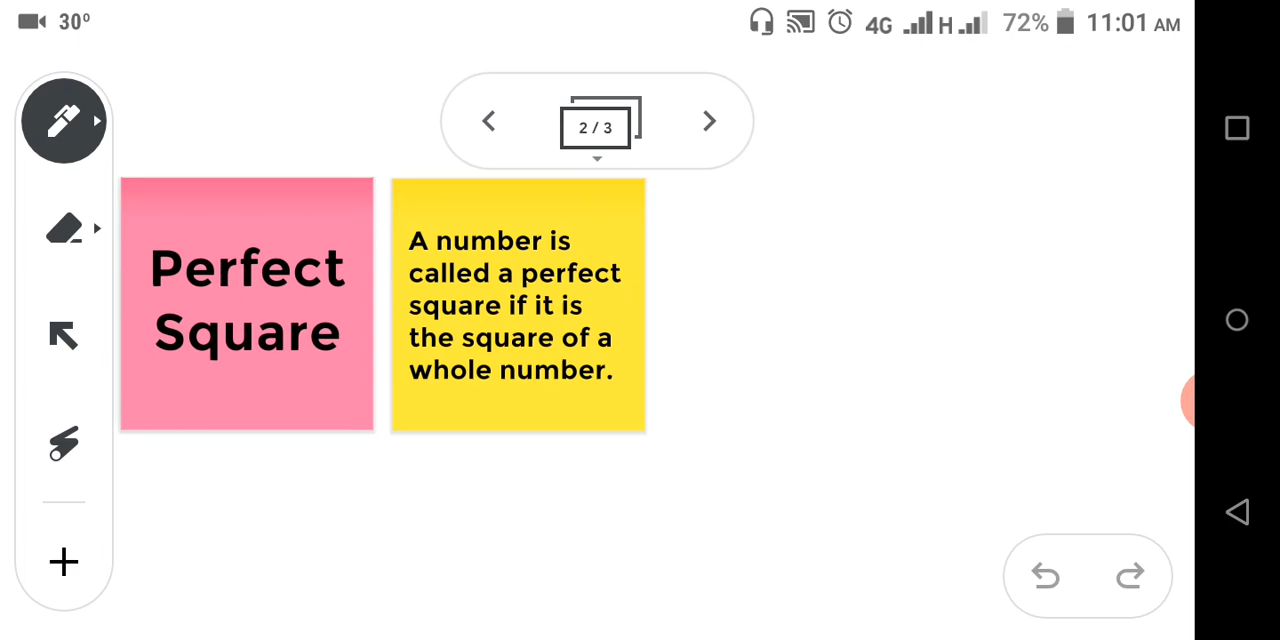 30°
4G
H
72%
11:01 AM
2 / 3
Perfect
Square
A number is
called a perfect
square if it is
the square of a
whole number.